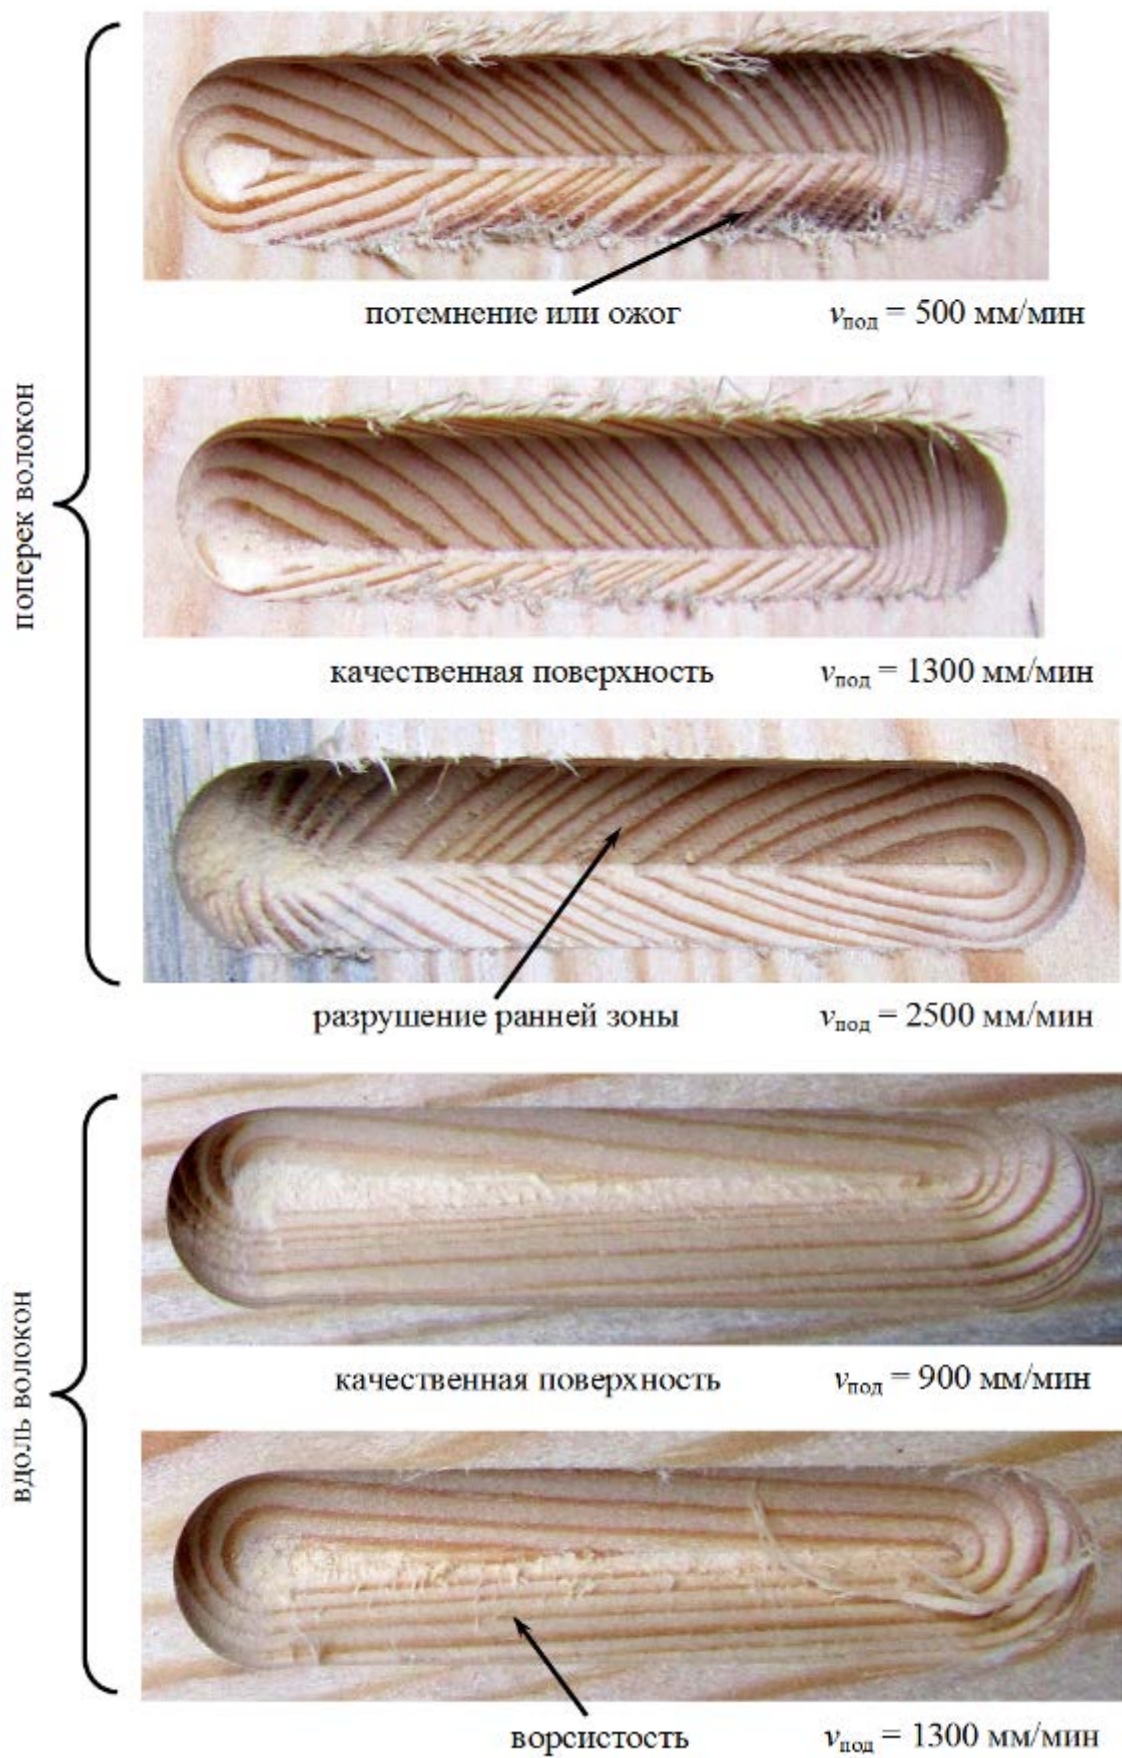 поперек волокон
потемнение или ожог vпод = 500 мм/мин
качественная поверхность vпод = 1300 мм/мин
разрушение ранней зоны vпод = 2500 мм/мин
вдоль волокон
качественная поверхность vпод = 900 мм/мин
ворсистость vпод = 1300 мм/мин